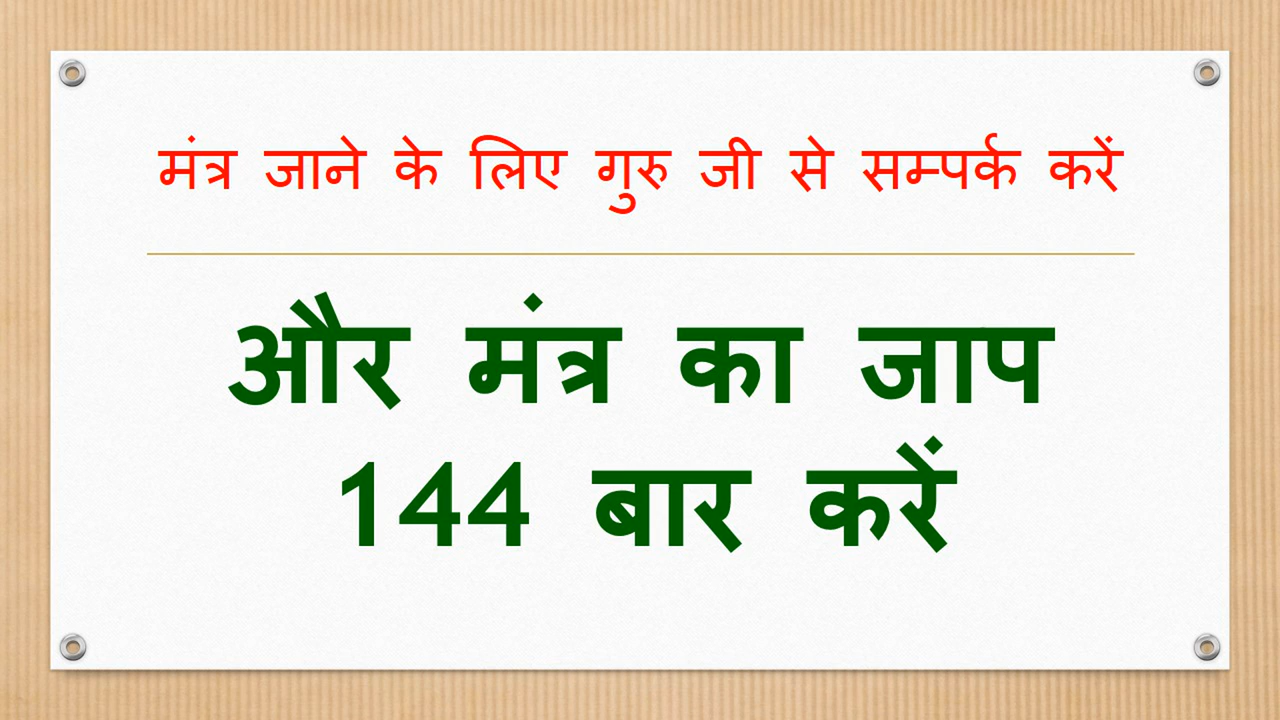 मंत्र जाने के लिए गुरु जी से सम्पर्क करें
और मंत्र का जाप
144 बार करें